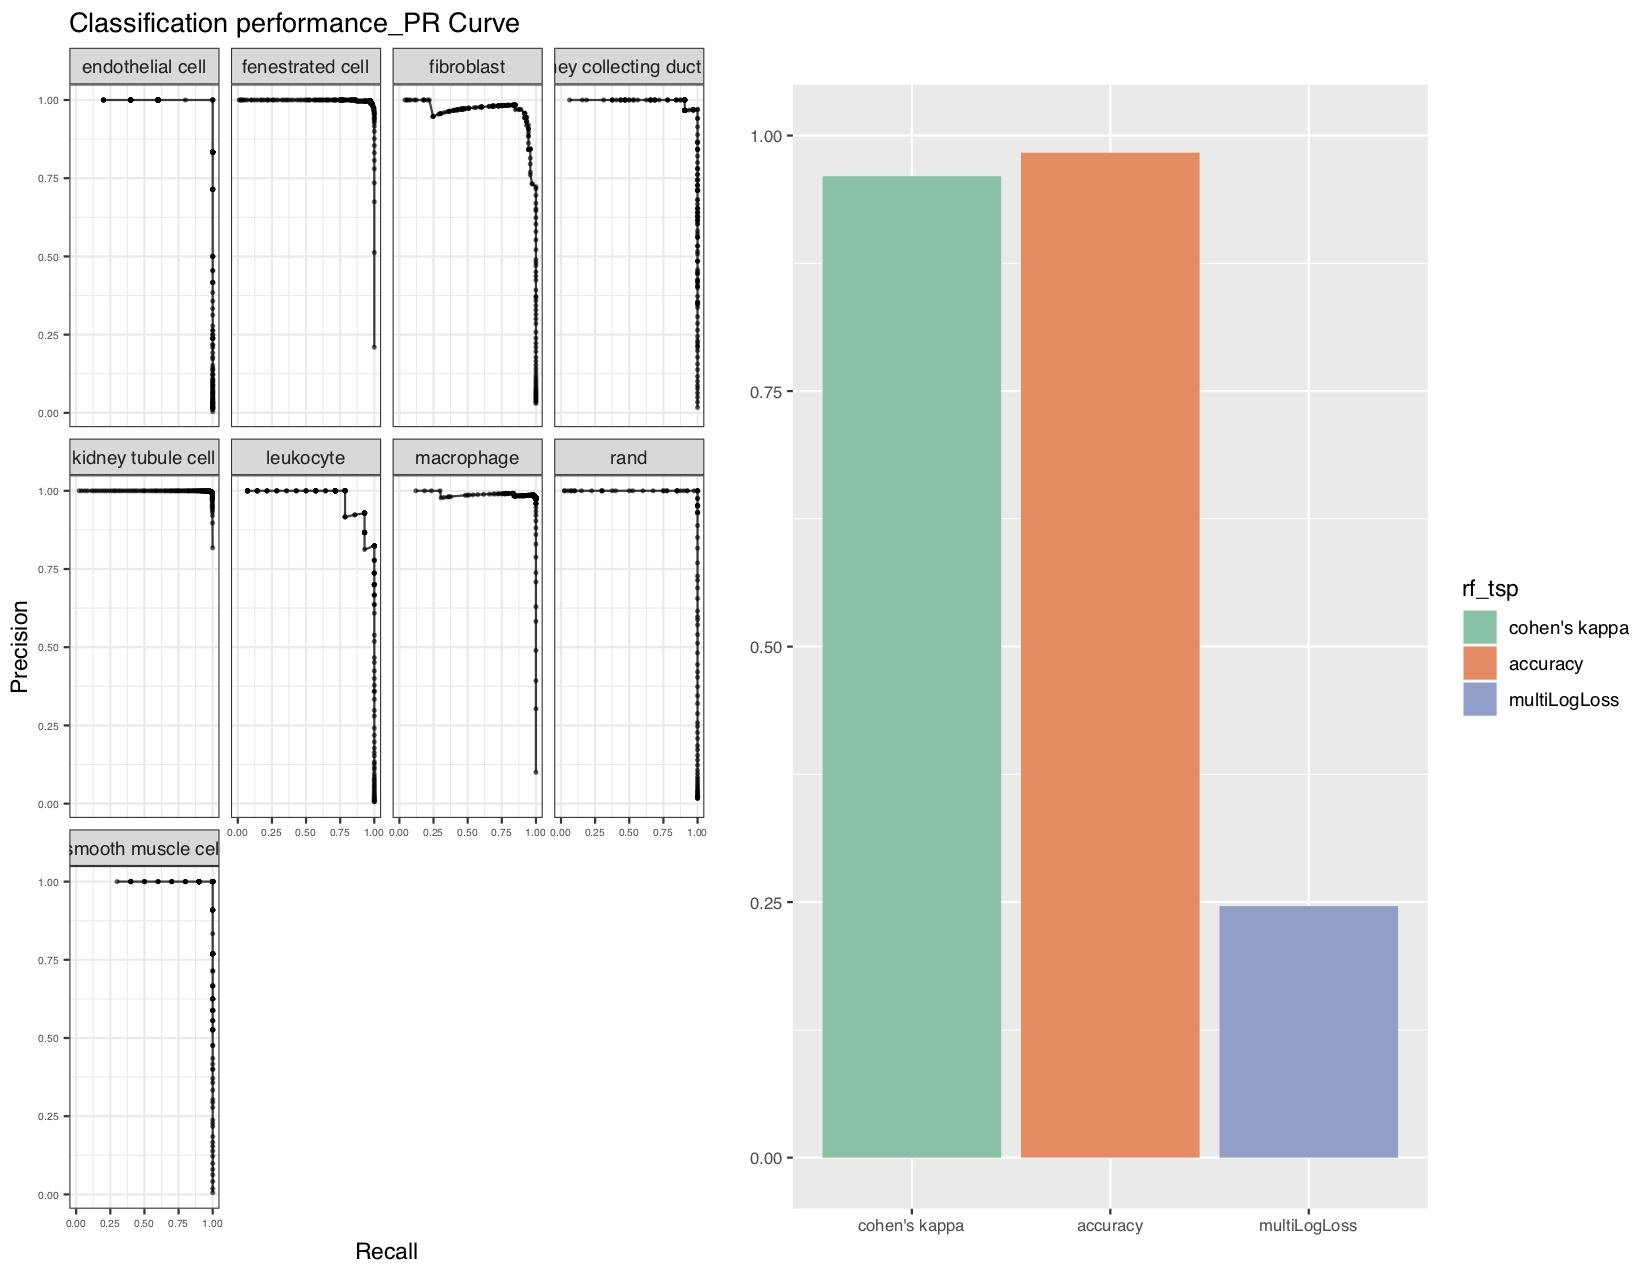 Classification performance_PR Curve
endothelial cell
fenestrated cell
fibroblast
ney collecting duct
1.00
0.75
0.50
0.25
0.00
kidney tubule cell
leukocyte
macrophage
rand
1.00
0.75
0.50
0.25
0.00
0.00 0.25 0.50 0.75 1.00
0.00 0.25 0.50 0.75 1.00
0.00 0.25 0.50 0.75 1.00
smooth muscle cel
1.00
0.75
0.50
0.25
0.00
0.00 0.25 0.50 0.75 1.00
Precision
Recall
1.00
0.75
0.50
0.25
0.00
cohen's kappa
accuracy
multiLogLoss
rf_tsp
cohen's kappa
accuracy
multiLogLoss